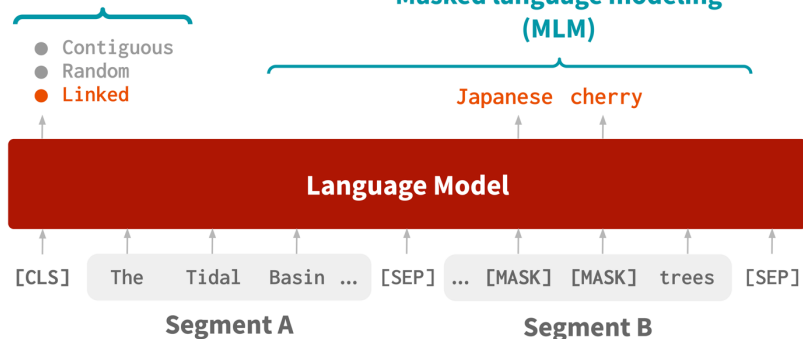 Masked language modeling
(MLM)
Contiguous
Random
Linked
Japanese cherry
Language Model
[CLS] The Tidal Basin ... [SEP] ... [MASK] [MASK] trees [SEP]
Segment A Segment B